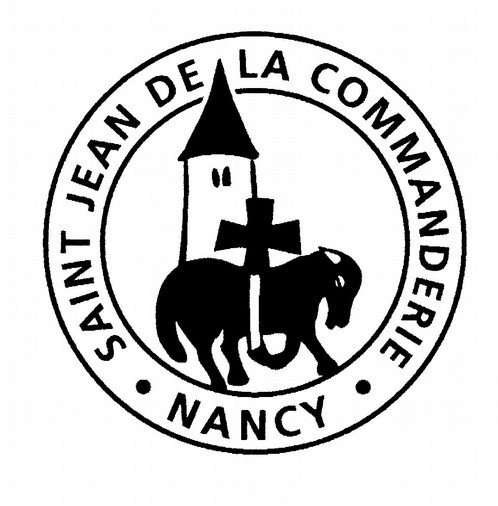 SAINT JEAN DE LA COMMANDERIE
NANCY